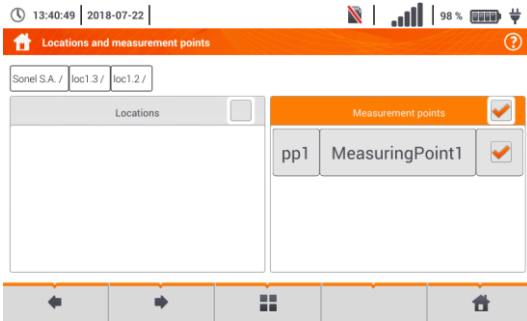 13:40:49 2018-07-22 98 %
Locations and measurement points
Sonel S.A. / loc1.3 / loc1.2 /
Locations
Measurement points
pp1 MeasuringPoint1